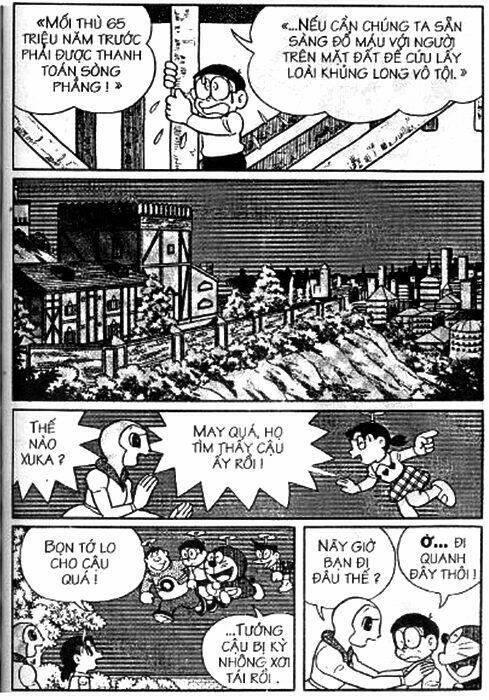 «MỐI THÙ 65
TRIỆU NĂM TRƯỚC
PHẢI ĐƯỢC THANH
TOÁN SÒNG
PHẲNG ! »
«...NẾU CẦN CHÚNG TA SẴN
SÀNG ĐỔ MÁU VỚI NGƯỜI
TRÊN MẶT ĐẤT ĐỂ CỨU LẤY
LOÀI KHỦNG LONG VÔ TỘI. »
THẾ
NÀO
XUKA ?
MAY QUÁ, HỌ
TÌM THẤY CẬU
ẤY RỒI !
BỌN TỚ LO
CHO CẬU
QUÁ !
...TƯỞNG
CẬU BỊ KỲ
NHÔNG XƠI
TÁI RỒI .
NÃY GIỜ
BẠN ĐI
ĐÂU THẾ ?
Ờ... ĐI
QUANH
ĐÂY THÔI !